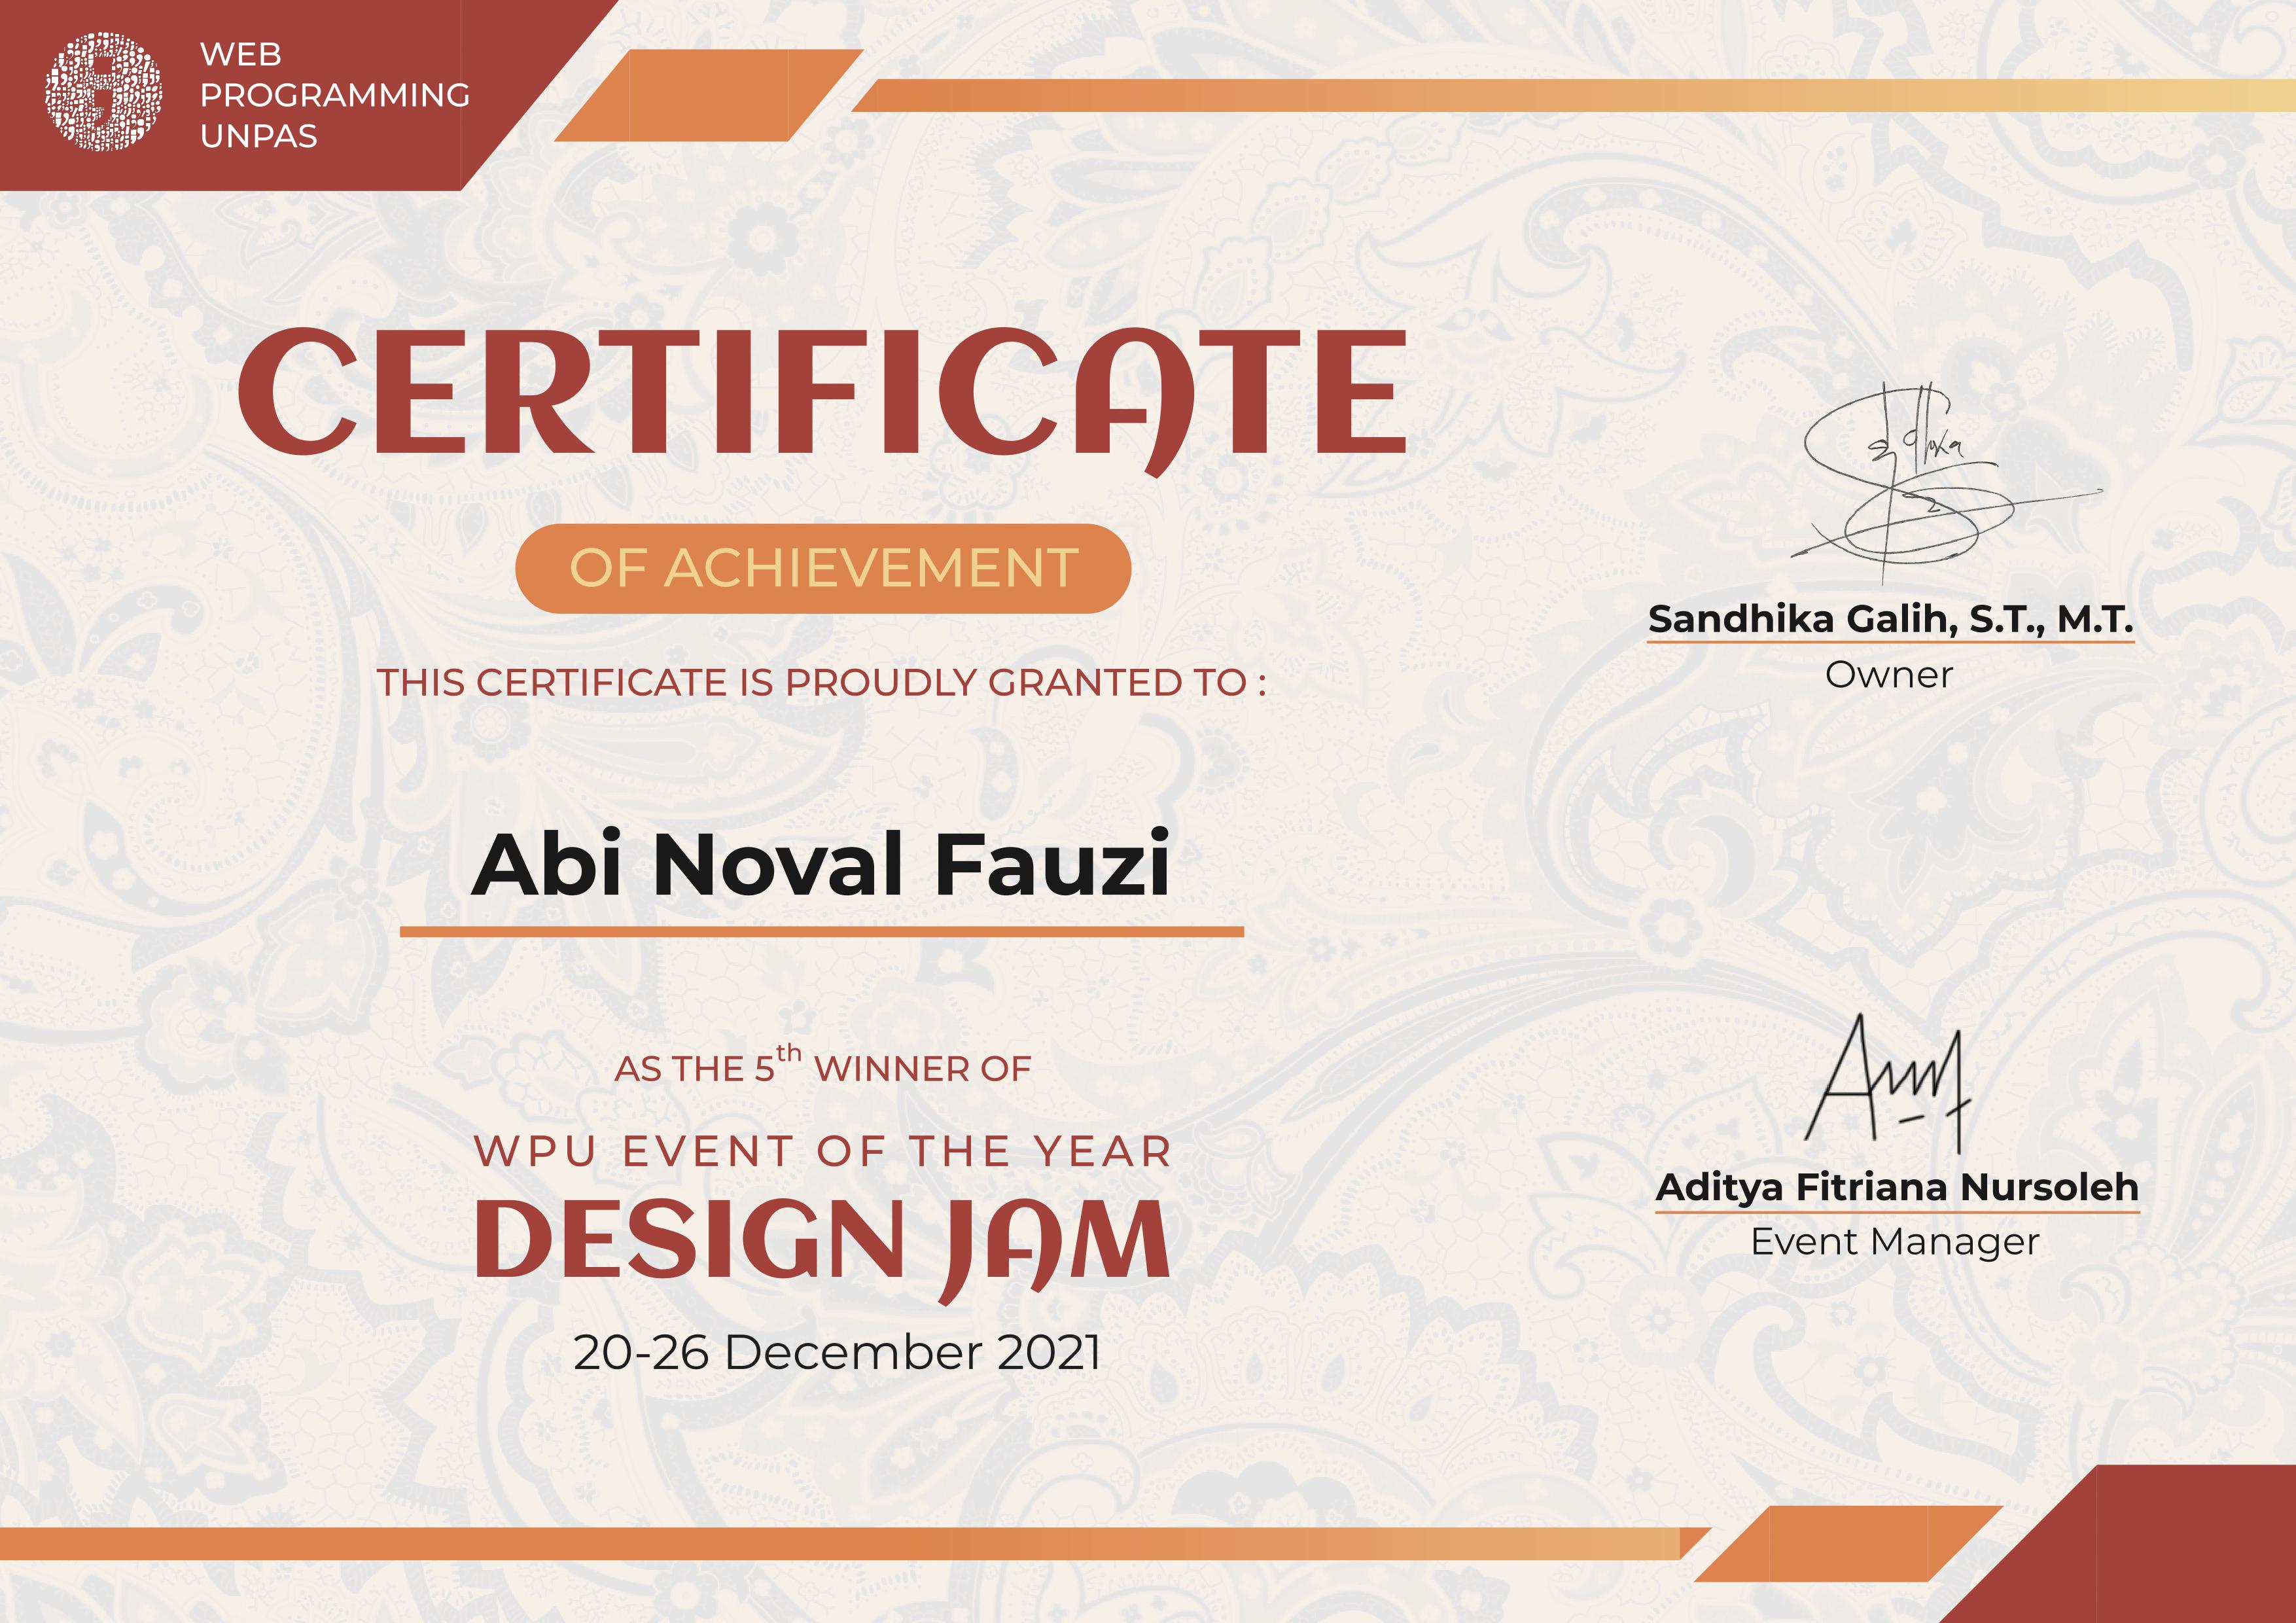 WEB
PROGRAMMING
UNPAS
CERTIFICATE
OF ACHIEVEMENT
THIS CERTIFICATE IS PROUDLY GRANTED TO :
Abi Noval Fauzi
AS THE 5th WINNER OF
WPU EVENT OF THE YEAR
DESIGN JAM
20-26 December 2021
Sandhika Galih, S.T., M.T.
Owner
Aditya Fitriana Nursoleh
Event Manager